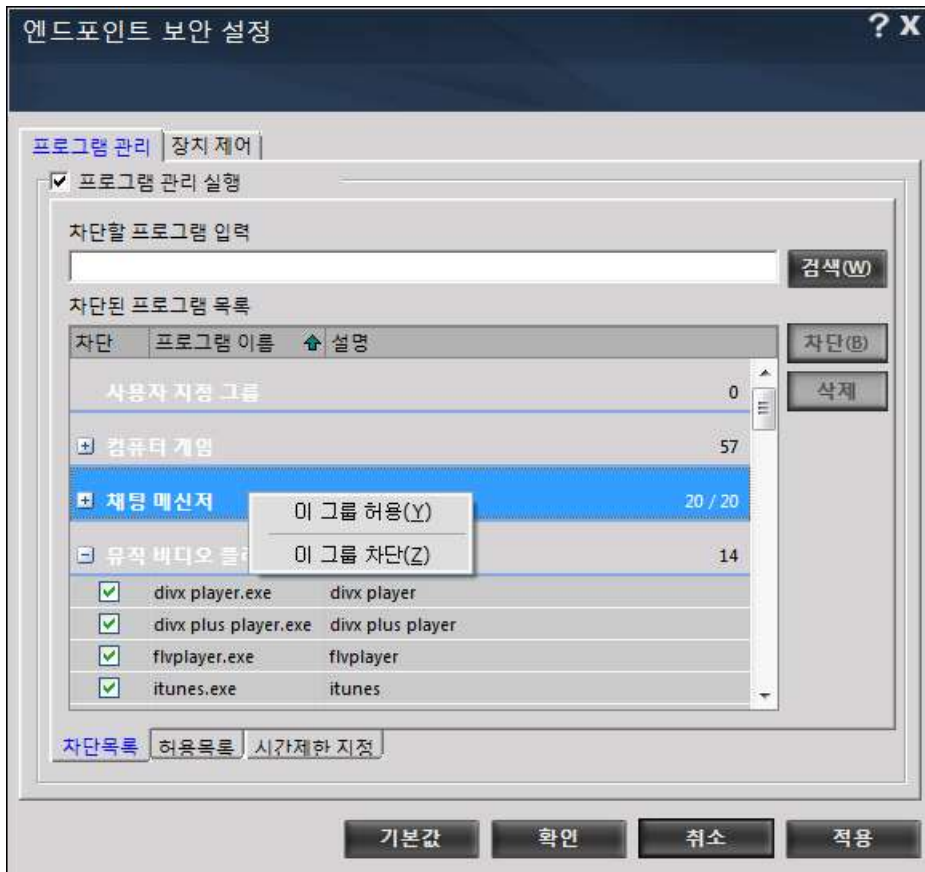 엔드포인트 보안 설정
? X
프로그램 관리 장치 제어
프로그램 관리 실행
차단할 프로그램 입력
검색(W)
차단된 프로그램 목록
차단 프로그램 이름 설명
차단(B)
사용자 지정 그룹 0
삭제
컴퓨터 게임 57
채팅 메신저 20 / 20
이 그룹 허용(Y)
이 그룹 차단(Z)
뮤직 비디오 14
divx player.exe divx player
divx plus player.exe divx plus player
flvplayer.exe flvplayer
itunes.exe itunes
차단목록 허용목록 시간제한 지정
기본값 확인 취소 적용